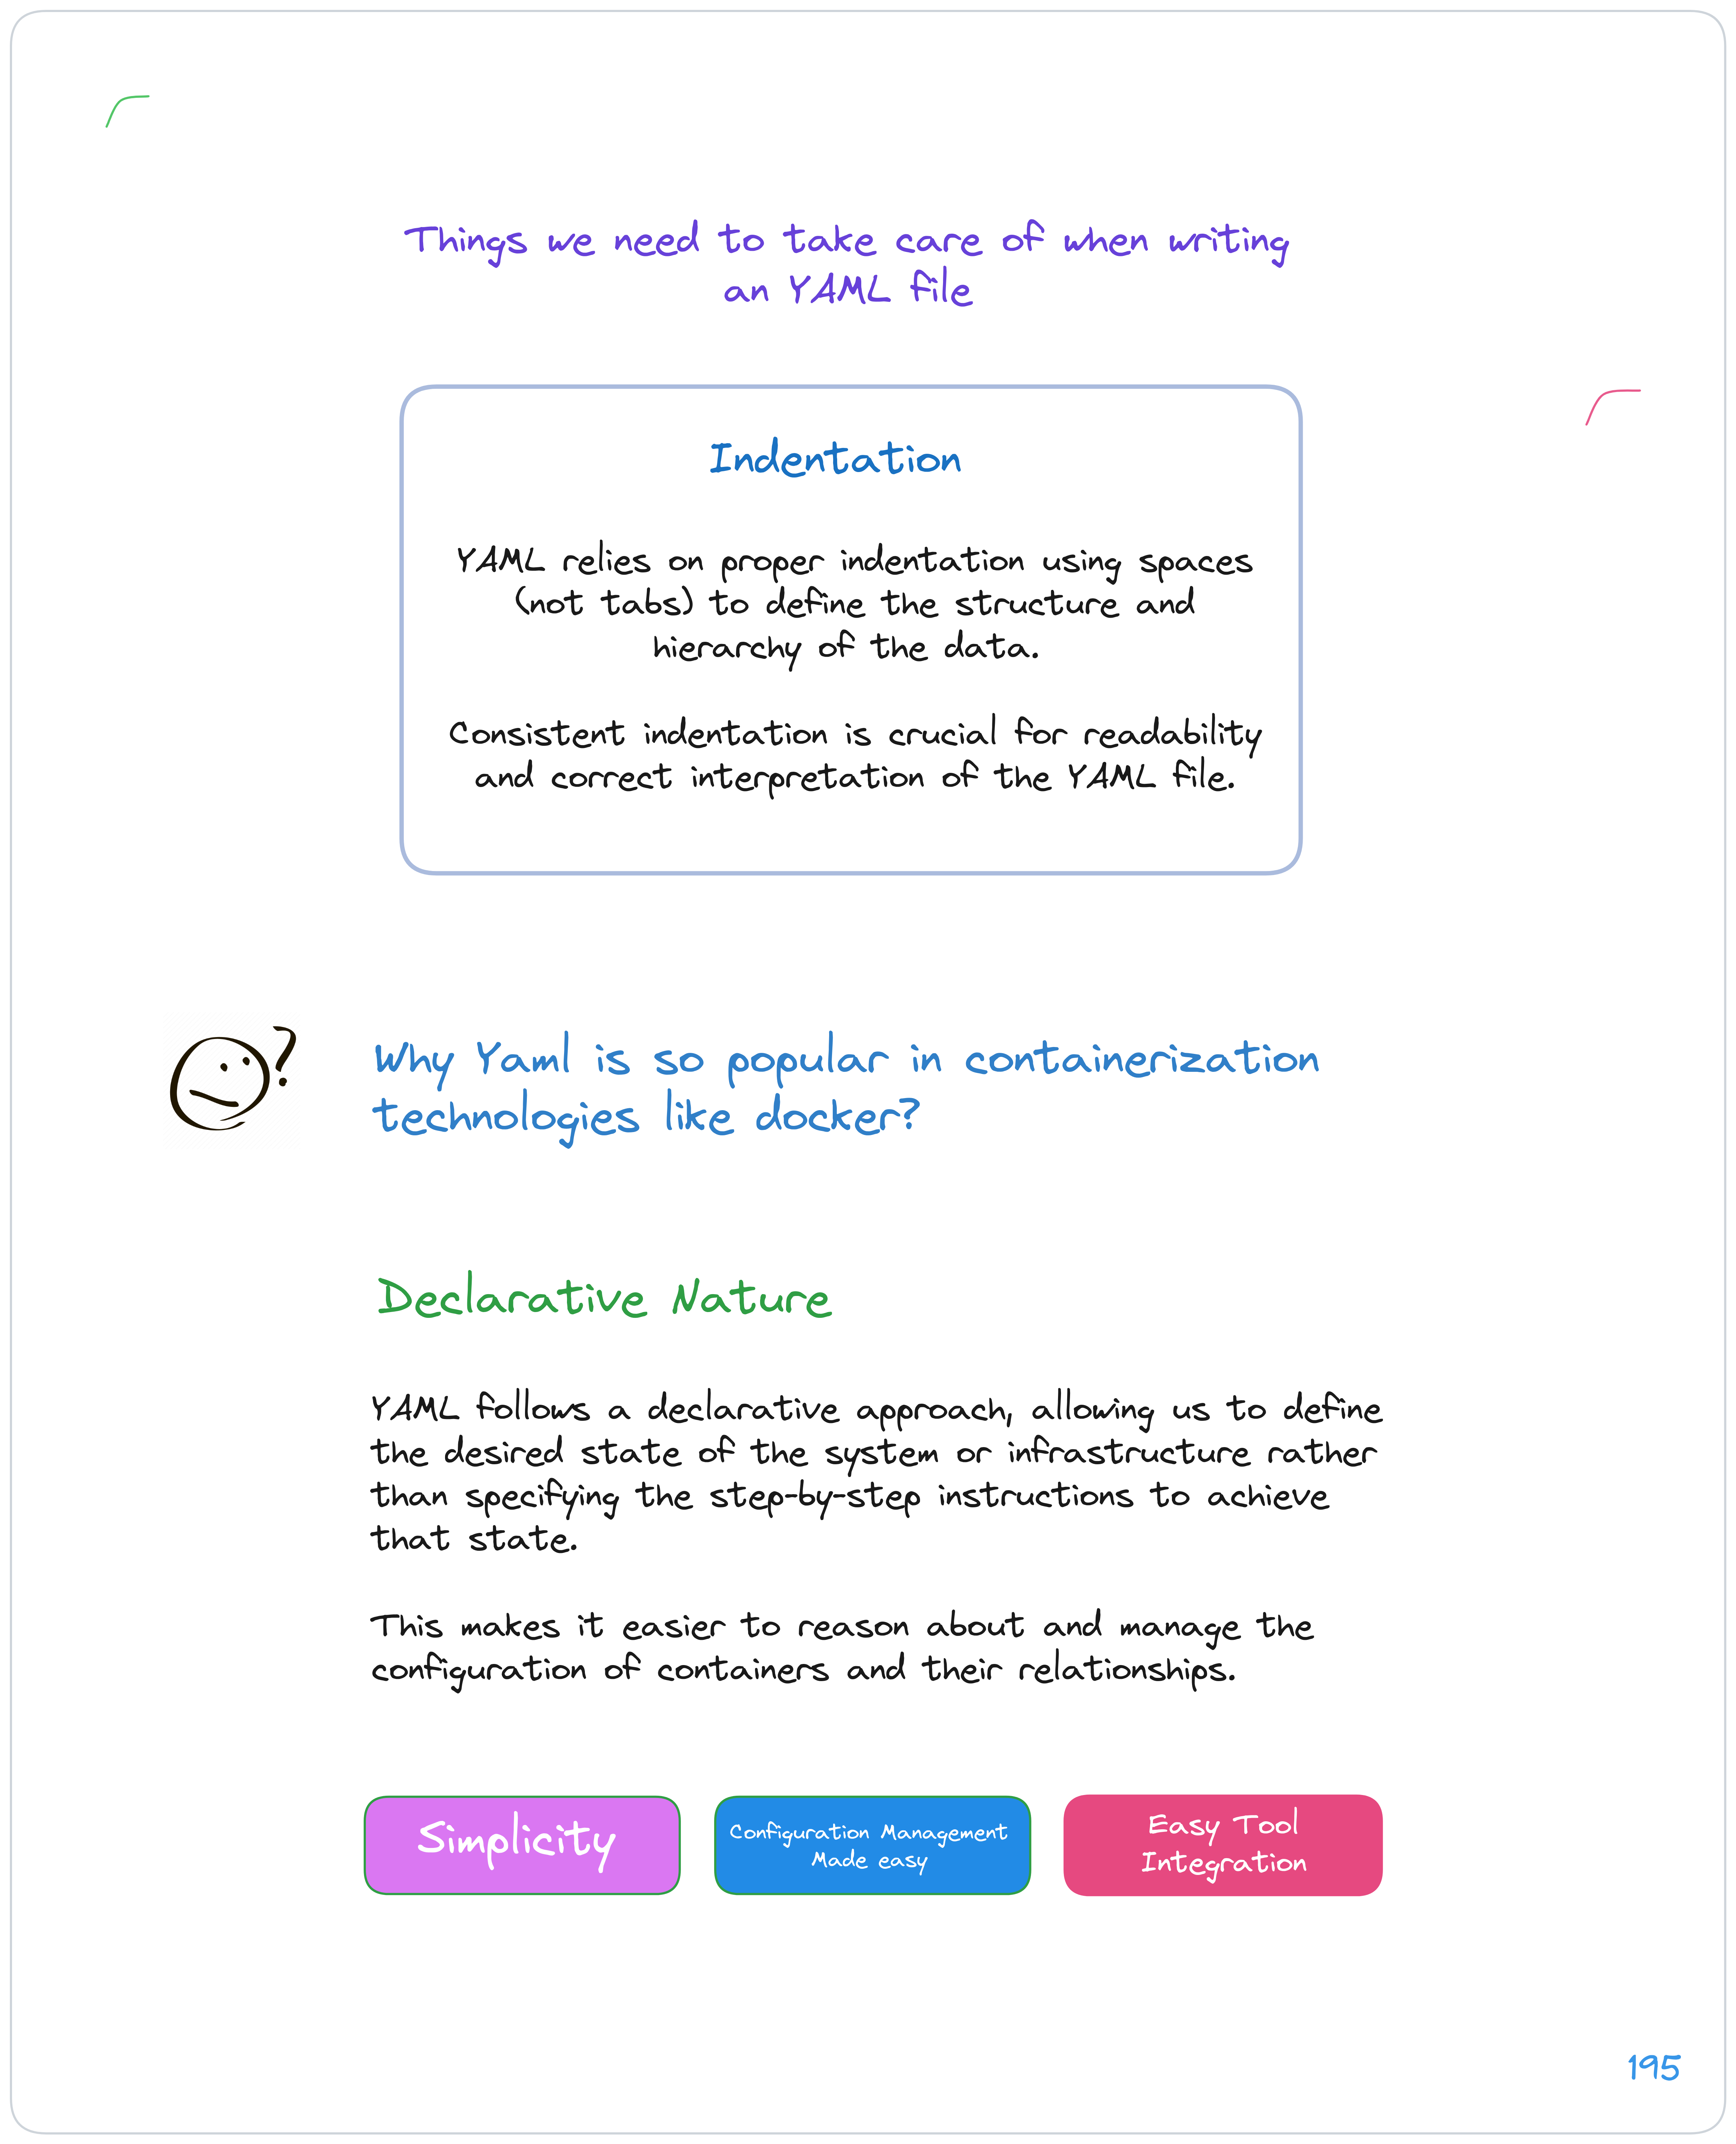 Things we need to take care of when writing
an YAML file
Indentation
YAML relies on proper indentation using spaces
(not tabs) to define the structure and
hierarchy of the data.
Consistent indentation is crucial for readability
and correct interpretation of the YAML file.
?
Why Yaml is so popular in containerization
technologies like docker?
Declarative Nature
YAML follows a declarative approach, allowing us to define
the desired state of the system or infrastructure rather
than specifying the step-by-step instructions to achieve
that state.
This makes it easier to reason about and manage the
configuration of containers and their relationships.
Simplicity
Configuration Management
Made easy
Easy Tool
Integration
195